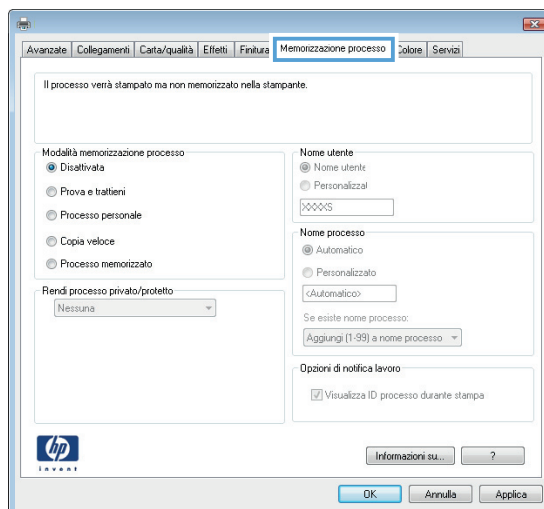 Avanzate Collegamenti Carta/qualità Effetti Finitura Memorizzazione processo Colore Servizi
Il processo verrà stampato ma non memorizzato nella stampante.
Modalità memorizzazione processo
Disattivata
Prova e trattieni
Processo personale
Copia veloce
Processo memorizzato
Rendi processo privato/protetto
Nessuna
Nome utente
Nome utente
Personalizzat
XXXXS
Nome processo
Automatico
Personalizzato
<Automatico>
Se esiste nome processo:
Aggiungi (1-99) a nome processo
Opzioni di notifica lavoro
Visualizza ID processo durante stampa
hp
invent
Informazioni su... ?
OK Annulla Applica